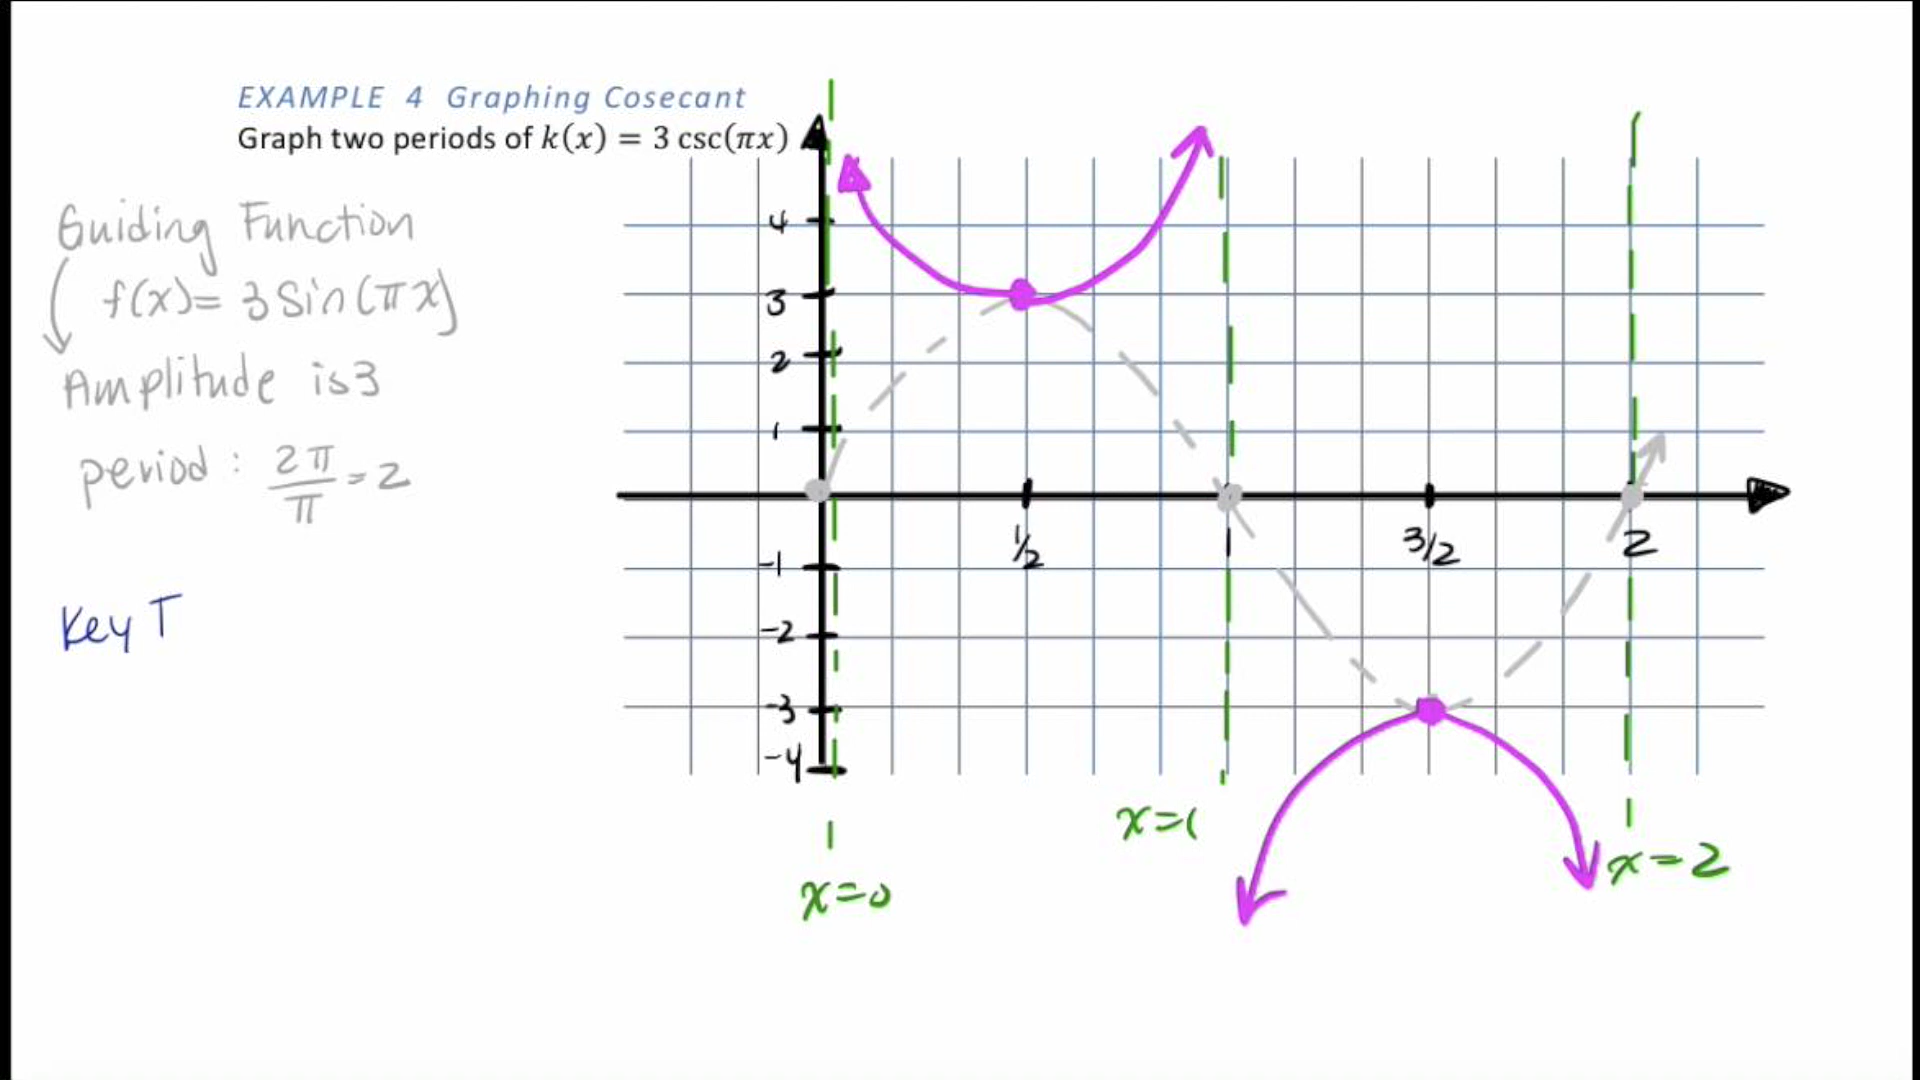 EXAMPLE 4 Graphing Cosecant
Graph two periods of k(x) = 3 csc(πx)
Guiding Function
f(x)= 3 Sin(πx)
Amplitude is 3
period : 2π/π = 2
Key T
4
3
2
1
-1
-2
-3
-4
1/2
1
3/2
2
x=0
x=1
x=2